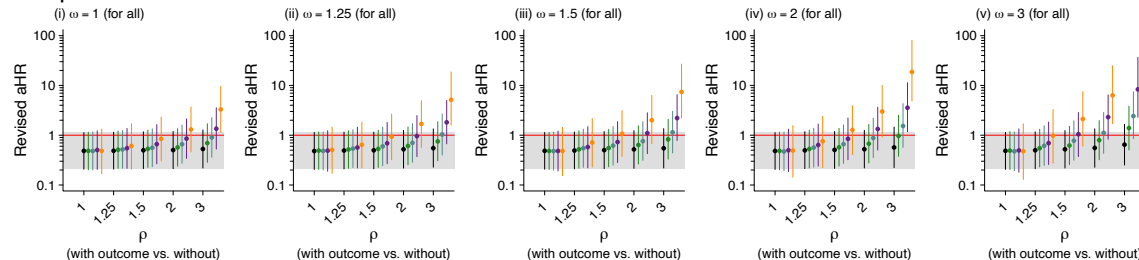 (i) ω = 1 (for all)
100
10
1
0.1
Revised aHR
1
1.25
1.5
2
3
ρ
(with outcome vs. without)
(ii) ω = 1.25 (for all)
100
10
1
0.1
Revised aHR
1
1.25
1.5
2
3
ρ
(with outcome vs. without)
(iii) ω = 1.5 (for all)
100
10
1
0.1
Revised aHR
1
1.25
1.5
2
3
ρ
(with outcome vs. without)
(iv) ω = 2 (for all)
100
10
1
0.1
Revised aHR
1
1.25
1.5
2
3
ρ
(with outcome vs. without)
(v) ω = 3 (for all)
100
10
1
0.1
Revised aHR
1
1.25
1.5
2
3
ρ
(with outcome vs. without)